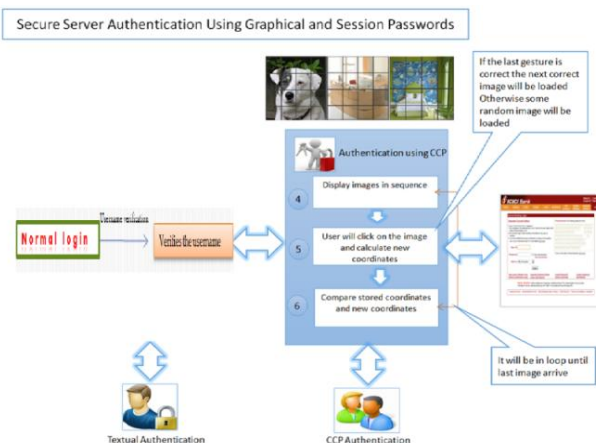 Secure Server Authentication Using Graphical and Session Passwords
If the last gesture is
correct the next correct
image will be loaded
Otherwise some
random image will be
loaded
Authentication using CCP
4
Display images in sequence
Username verification
Normal login
Verifies the username
5
User will click on the image
and calculate new
coordinates
6
Compare stored coordinates
and new coordinates
ICICI Bank
It will be in loop until
last image arrive
Textual Authentication
CCP Authentication